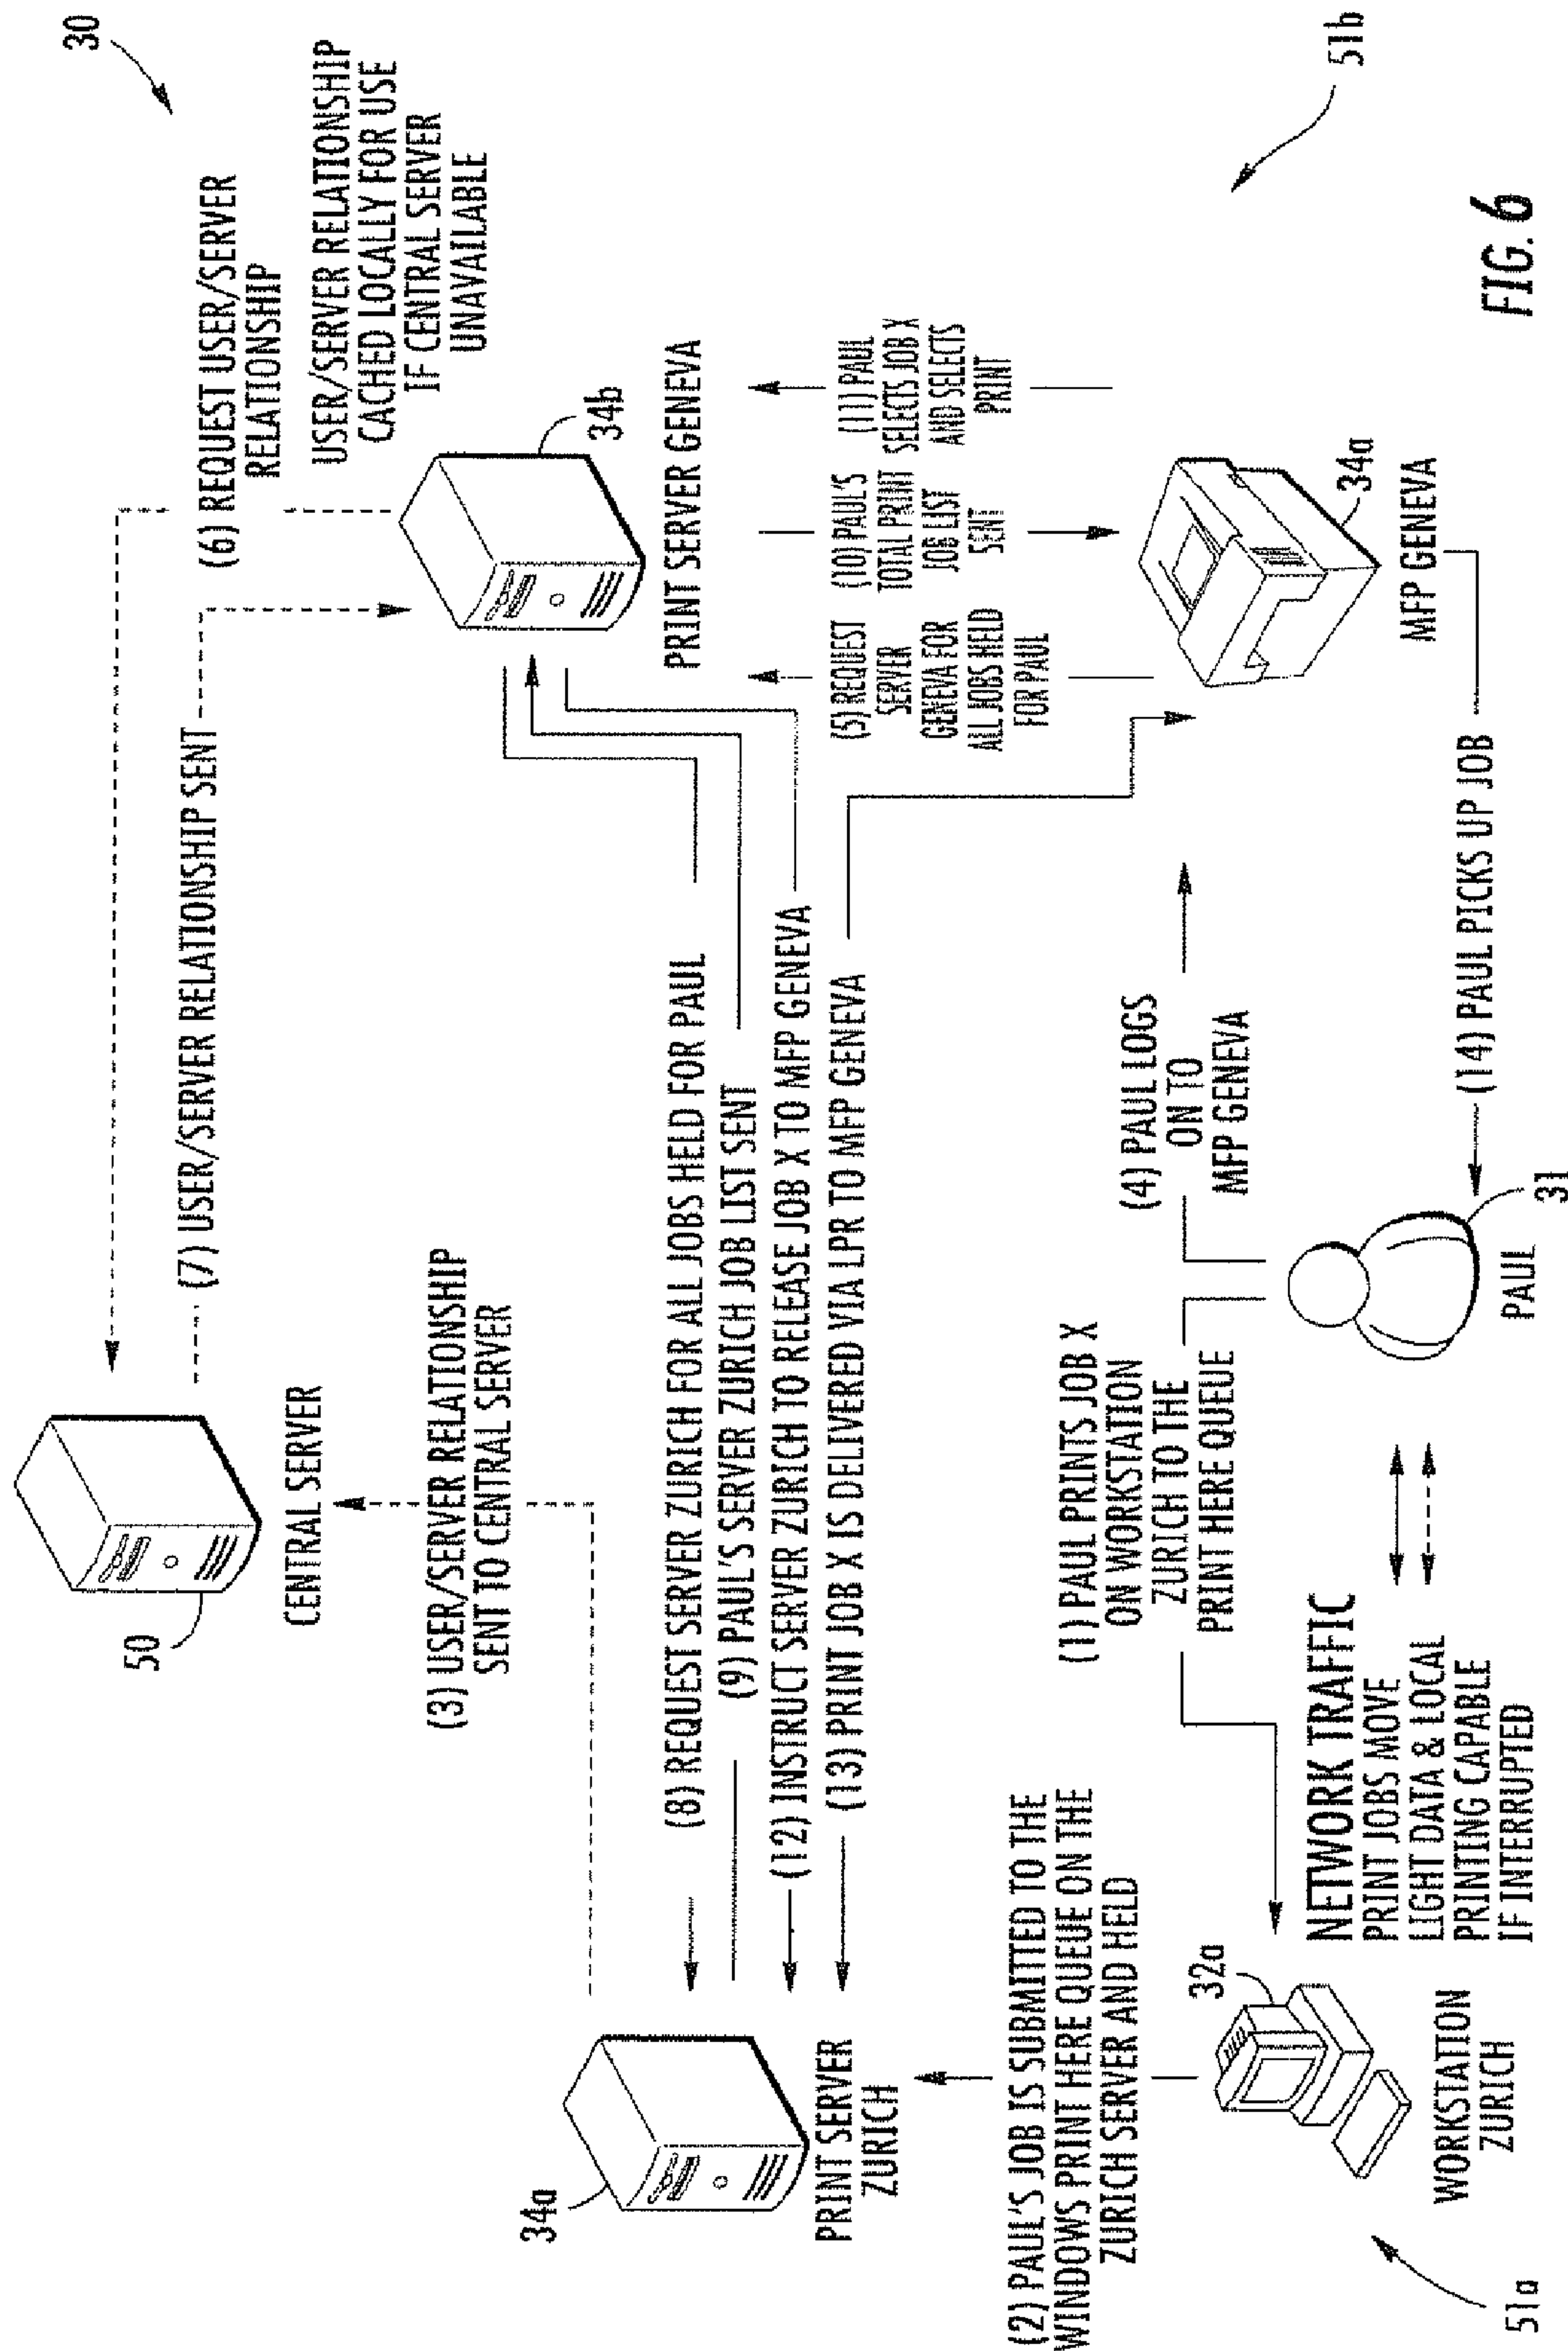 30
(6) REQUEST USER/SERVER
RELATIONSHIP
USER/SERVER RELATIONSHIP
CACHED LOCALLY FOR USE
IF CENTRAL SERVER
UNAVAILABLE
(7) USER/SERVER RELATIONSHIP SENT
50
CENTRAL SERVER
(3) USER/SERVER RELATIONSHIP
SENT TO CENTRAL SERVER
34b
PRINT SERVER GENEVA
34a
PRINT SERVER
ZURICH
(8) REQUEST SERVER ZURICH FOR ALL JOBS HELD FOR PAUL
(9) PAUL'S SERVER ZURICH JOB LIST SENT
(12) INSTRUCT SERVER ZURICH TO RELEASE JOB X TO MFP GENEVA
(13) PRINT JOB X IS DELIVERED VIA LPR TO MFP GENEVA
(5) REQUEST
SERVER
GENEVA FOR
ALL JOBS HELD
FOR PAUL
(10) PAUL'S
TOTAL PRINT
JOB LIST
SENT
(11) PAUL
SELECTS JOB X
AND SELECTS
PRINT
(2) PAUL'S JOB IS SUBMITTED TO THE
WINDOWS PRINT HERE QUEUE ON THE
ZURICH SERVER AND HELD
(1) PAUL PRINTS JOB X
ON WORKSTATION
ZURICH TO THE
PRINT HERE QUEUE
(4) PAUL LOGS
ON TO
MFP GENEVA
34a
MFP GENEVA
51b
32a
WORKSTATION
ZURICH
51a
NETWORK TRAFFIC
PRINT JOBS MOVE
LIGHT DATA & LOCAL
PRINTING CAPABLE
IF INTERRUPTED
31
PAUL
(14) PAUL PICKS UP JOB
FIG. 6